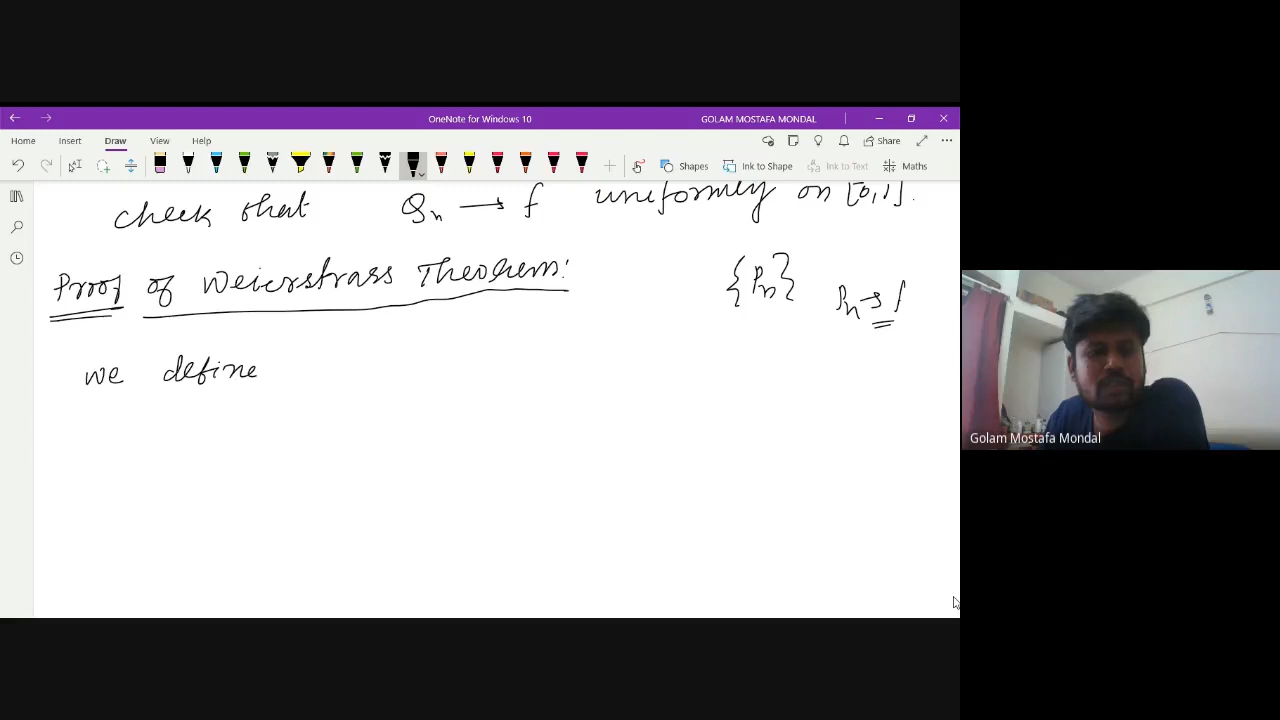 OneNote for Windows 10
GOLAM MOSTAFA MONDAL
Home Insert Draw View Help
Share
Shapes Ink to Shape Ink to Text Maths
check that Qn → f uniformly on [0,1].
Proof of Weierstrass Theorem:
{Pn} Pn → f
we define
Golam Mostafa Mondal